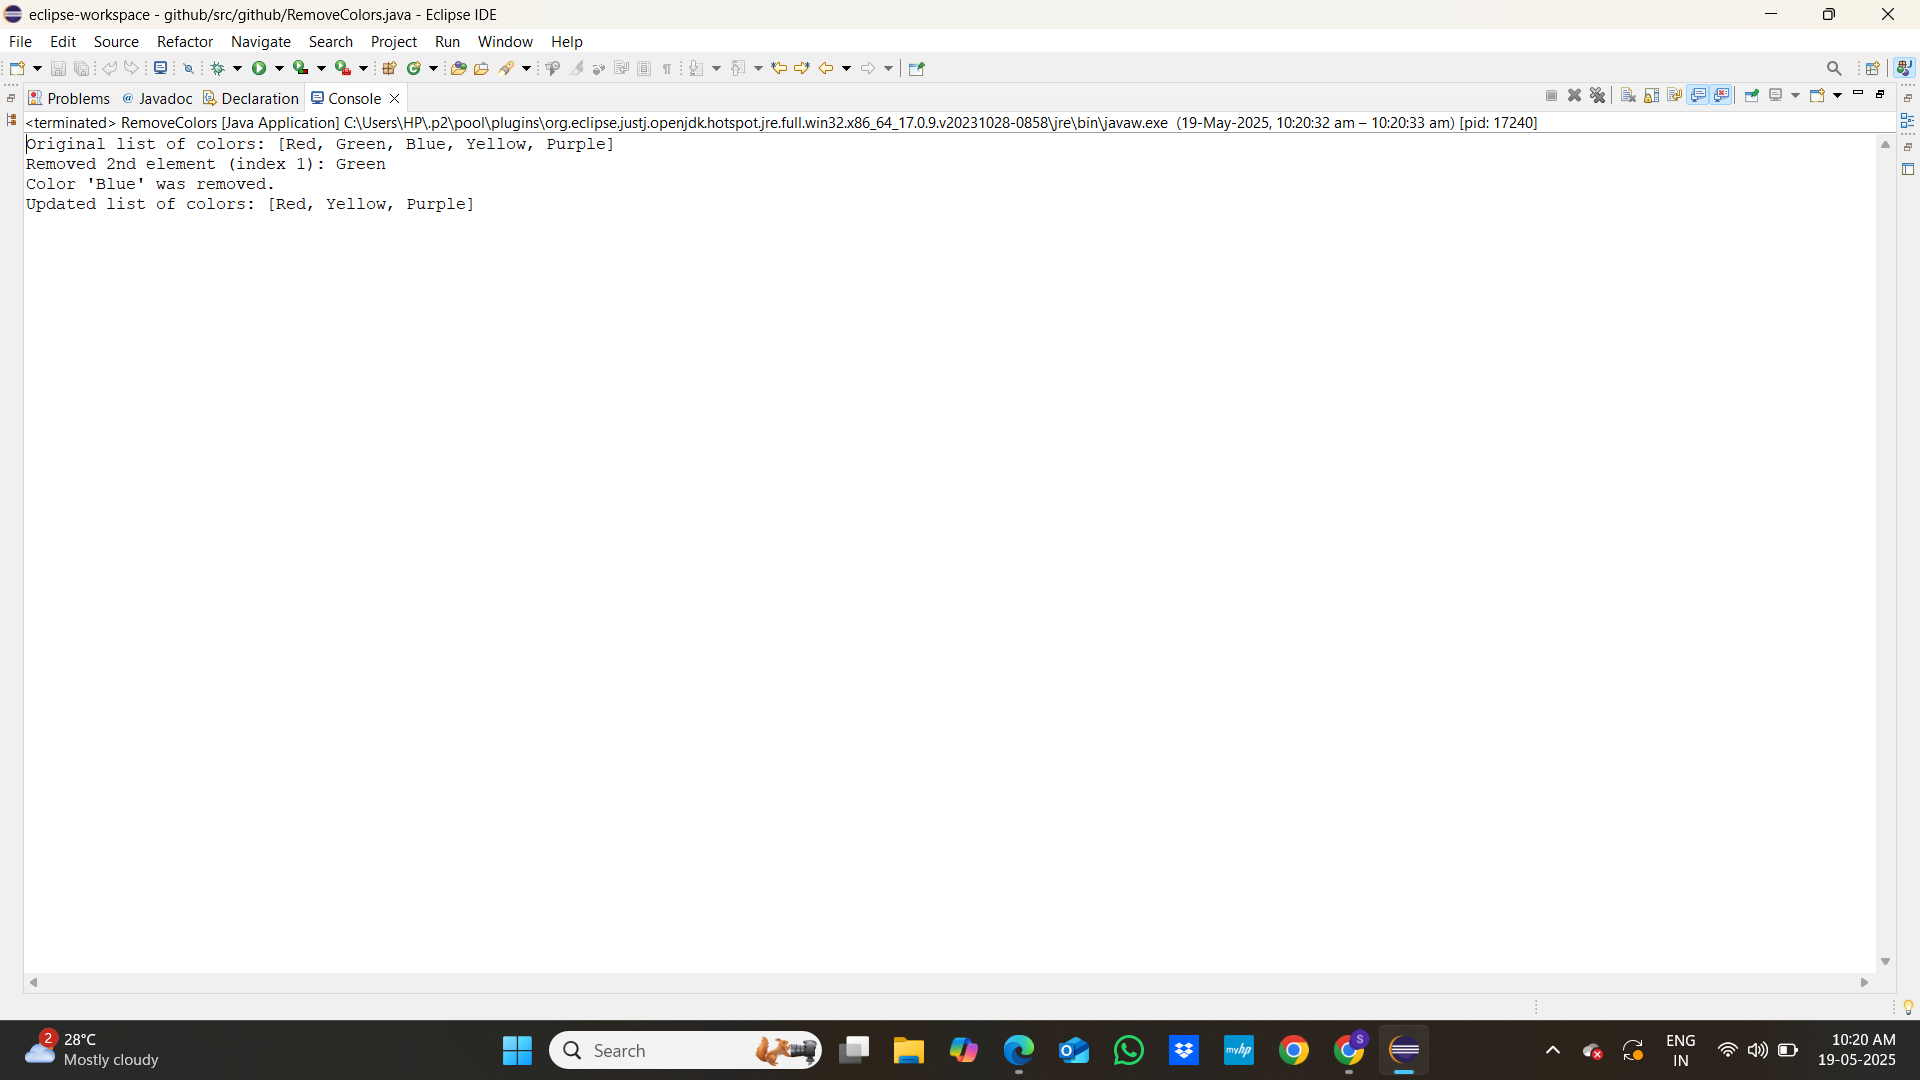 eclipse-workspace - github/src/github/RemoveColors.java - Eclipse IDE
File Edit Source Refactor Navigate Search Project Run Window Help
Problems @ Javadoc Declaration Console
<terminated> RemoveColors [Java Application] C:\Users\HP\.p2\pool\plugins\org.eclipse.justj.openjdk.hotspot.jre.full.win32.x86_64_17.0.9.v20231028-0858\jre\bin\javaw.exe (19-May-2025, 10:20:32 am – 10:20:33 am) [pid: 17240]
Original list of colors: [Red, Green, Blue, Yellow, Purple]
Removed 2nd element (index 1): Green
Color 'Blue' was removed.
Updated list of colors: [Red, Yellow, Purple]
2
28°C
Mostly cloudy
Search
myhp
S
ENG
IN
10:20 AM
19-05-2025